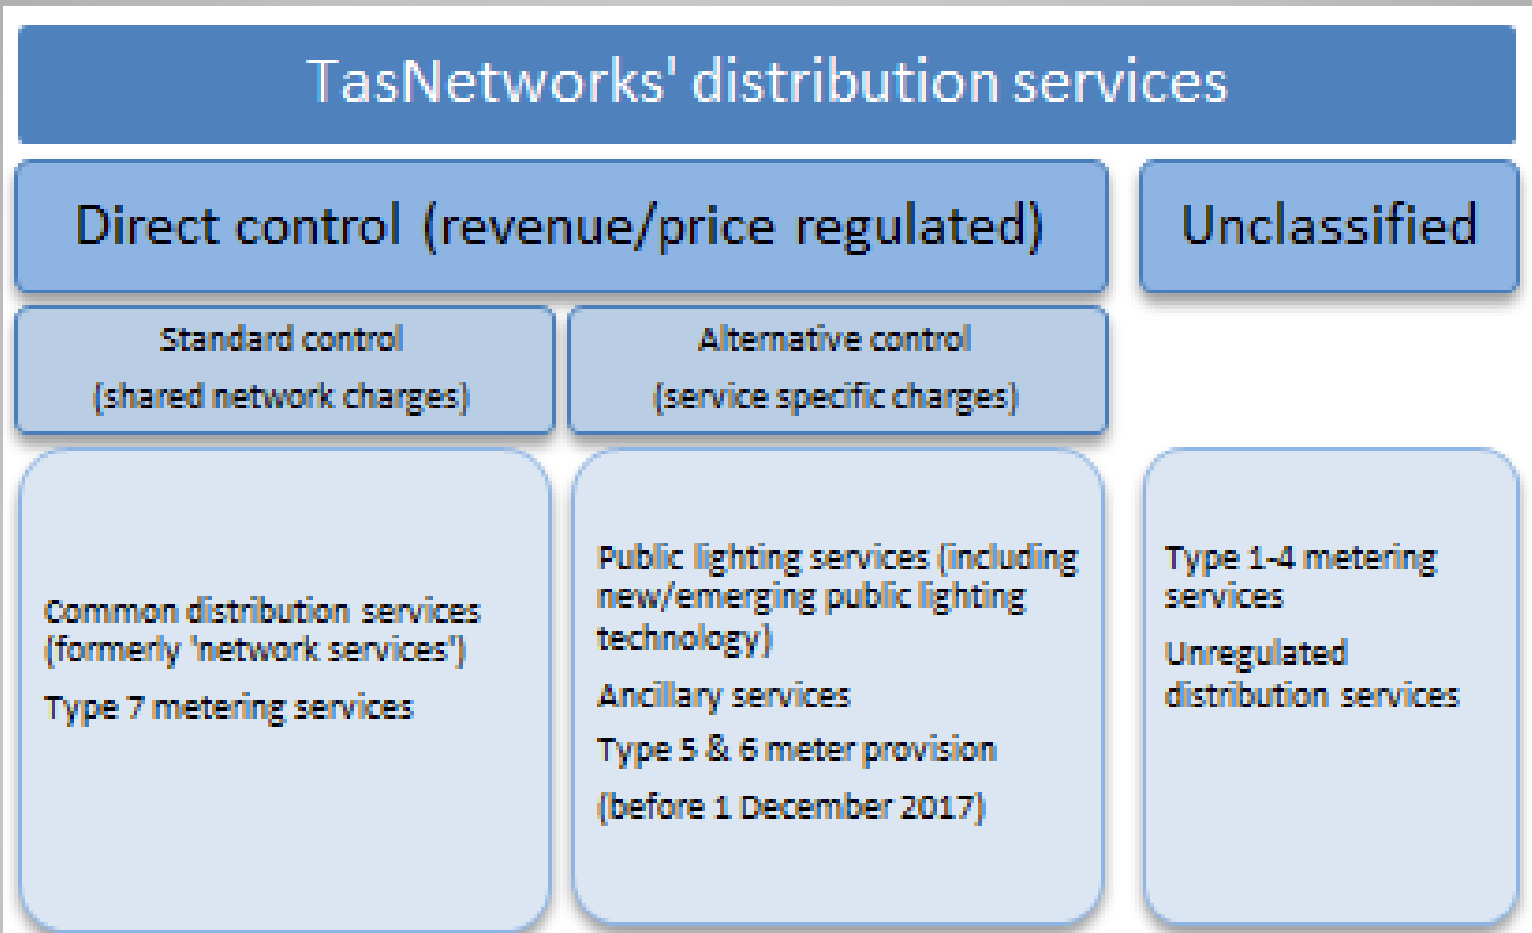 TasNetworks' distribution services
Direct control (revenue/price regulated)
Unclassified
Standard control
(shared network charges)
Alternative control
(service specific charges)
Common distribution services
(formerly 'network services')
Type 7 metering services
Public lighting services (including
new/emerging public lighting
technology)
Ancillary services
Type 5 & 6 meter provision
(before 1 December 2017)
Type 1-4 metering
services
Unregulated
distribution services